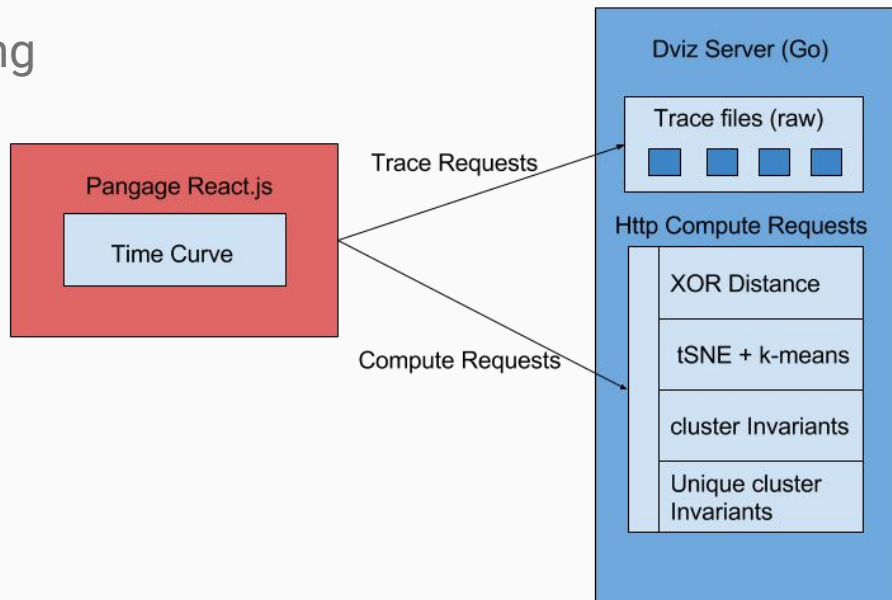 Dviz Server (Go)
Trace files (raw)
Trace Requests
Pangage React.js
Time Curve
Http Compute Requests
XOR Distance
tSNE + k-means
Compute Requests
cluster Invariants
Unique cluster
Invariants